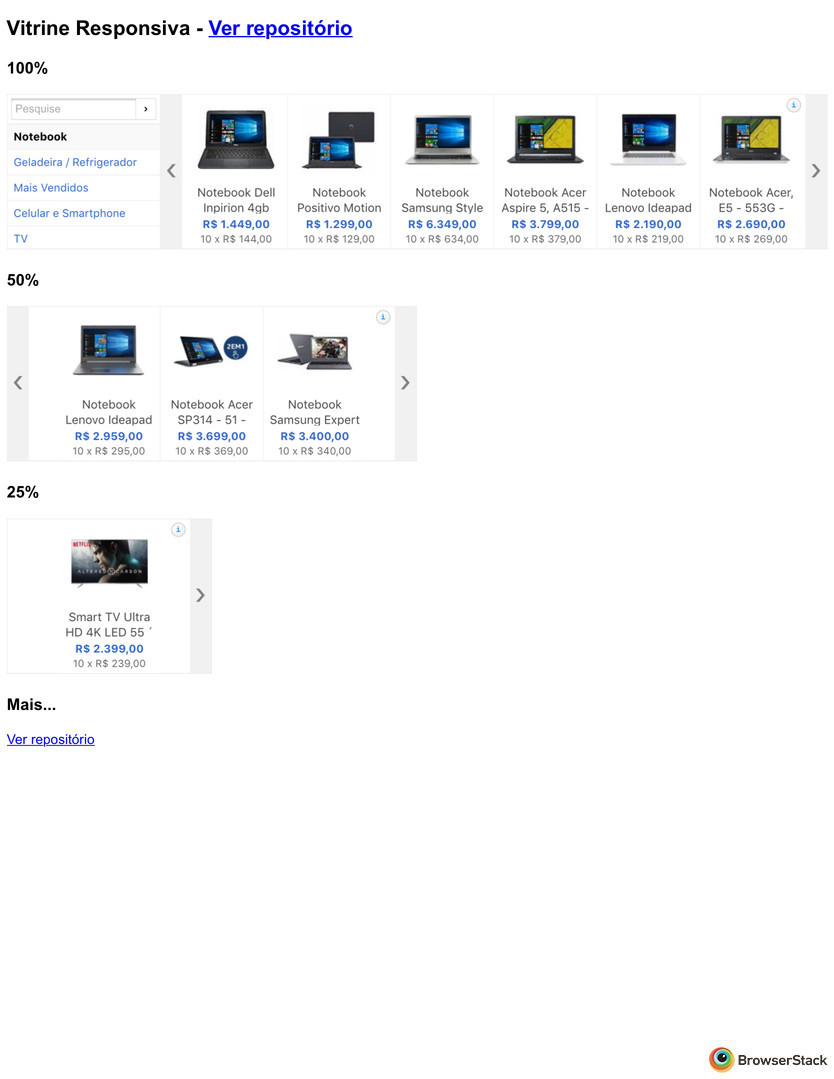 Vitrine Responsiva - Ver repositório
100%
Pesquise ›
Notebook
Geladeira / Refrigerador
Mais Vendidos
Celular e Smartphone
TV
‹
Notebook Dell
Inpirion 4gb
R$ 1.449,00
10 x R$ 144,00
Notebook
Positivo Motion
R$ 1.299,00
10 x R$ 129,00
Notebook
Samsung Style
R$ 6.349,00
10 x R$ 634,00
Notebook Acer
Aspire 5, A515 -
R$ 3.799,00
10 x R$ 379,00
Notebook
Lenovo Ideapad
R$ 2.190,00
10 x R$ 219,00
i
Notebook Acer,
E5 - 553G -
R$ 2.690,00
10 x R$ 269,00
›
50%
‹
Notebook
Lenovo Ideapad
R$ 2.959,00
10 x R$ 295,00
2EM1
Notebook Acer
SP314 - 51 -
R$ 3.699,00
10 x R$ 369,00
i
Notebook
Samsung Expert
R$ 3.400,00
10 x R$ 340,00
›
25%
i
NETFLIX
ALTERED CARBON
Smart TV Ultra
HD 4K LED 55 ´
R$ 2.399,00
10 x R$ 239,00
›
Mais...
Ver repositório
BrowserStack